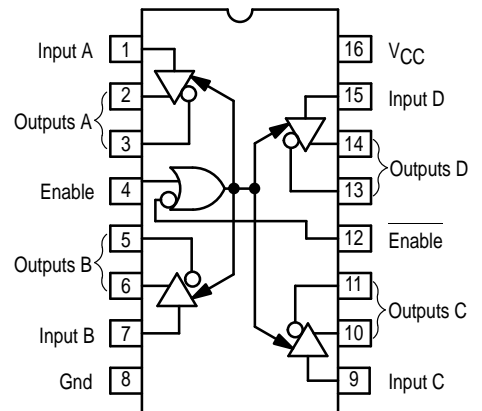 Input A 1
2
Outputs A
3
Enable 4
5
Outputs B
6
Input B 7
Gnd 8
16 VCC
15 Input D
14
Outputs D
13
12 Enable
11
Outputs C
10
9 Input C